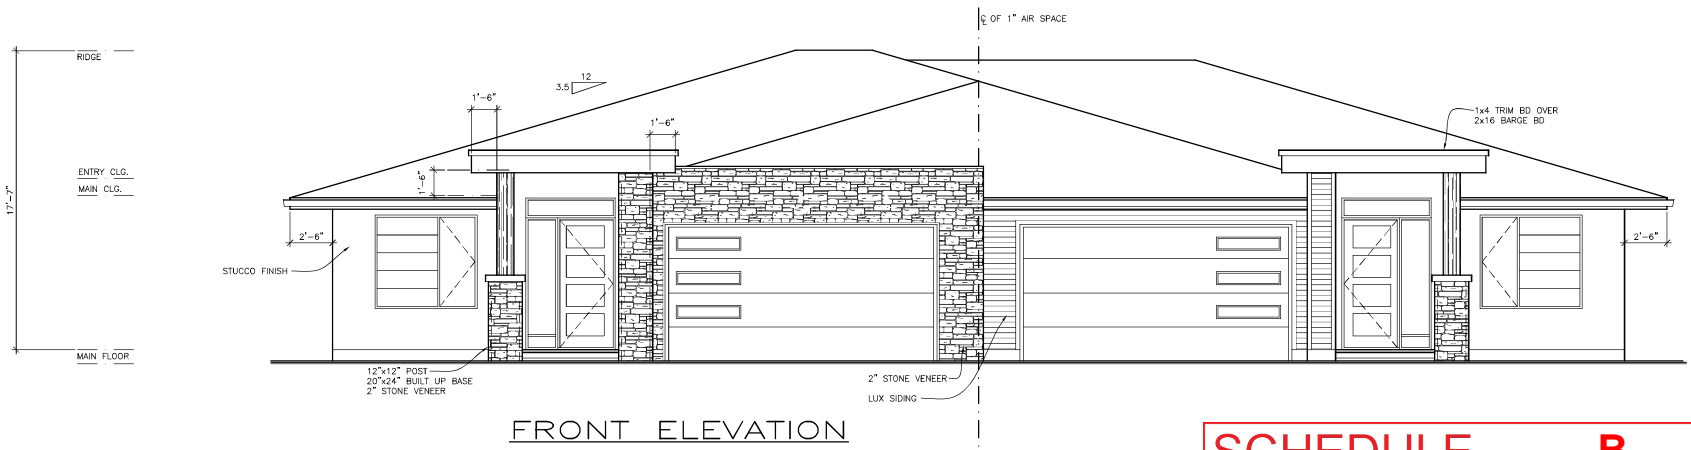 ℄ OF 1" AIR SPACE
RIDGE
12
3.5
1'-6"
1'-6"
1x4 TRIM BD OVER
2x16 BARGE BD
ENTRY CLG.
MAIN CLG.
1'-6"
17'-7"
2'-6"
2'-6"
STUCCO FINISH
MAIN FLOOR
12"x12" POST
20"x24" BUILT UP BASE
2" STONE VENEER
2" STONE VENEER
LUX SIDING
FRONT ELEVATION
SCHEDULE B